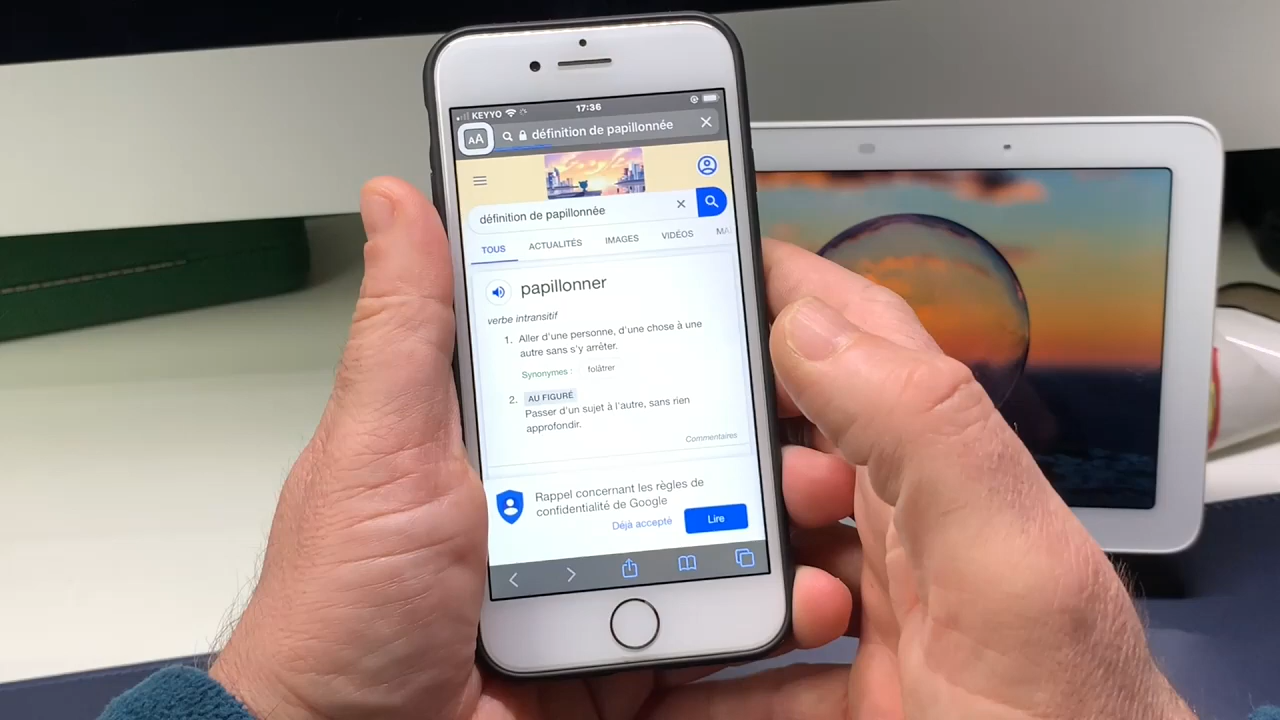 KEYYO 17:36
AA définition de papillonnée
définition de papillonnée
TOUS ACTUALITÉS IMAGES VIDÉOS MA
papillonner
verbe intransitif
1. Aller d'une personne, d'une chose à une
autre sans s'y arrêter.
Synonymes : folâtrer
2. AU FIGURÉ
Passer d'un sujet à l'autre, sans rien
approfondir.
Commentaires
Rappel concernant les règles de
confidentialité de Google
Déjà accepté Lire